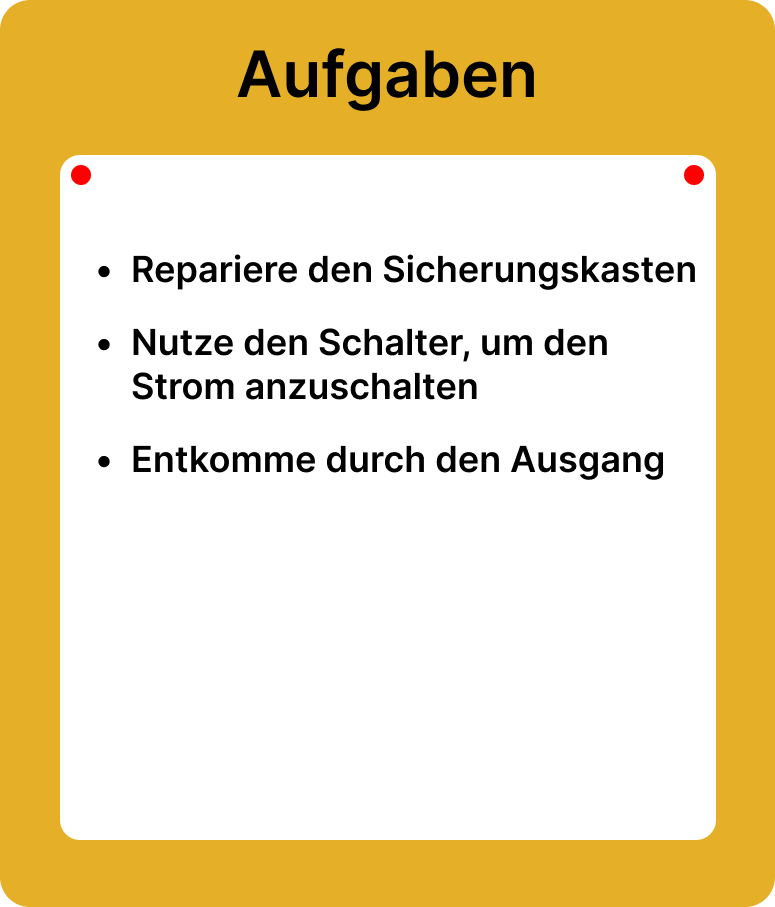 Aufgaben
• Repariere den Sicherungskasten
• Nutze den Schalter, um den
Strom anzuschalten
• Entkomme durch den Ausgang